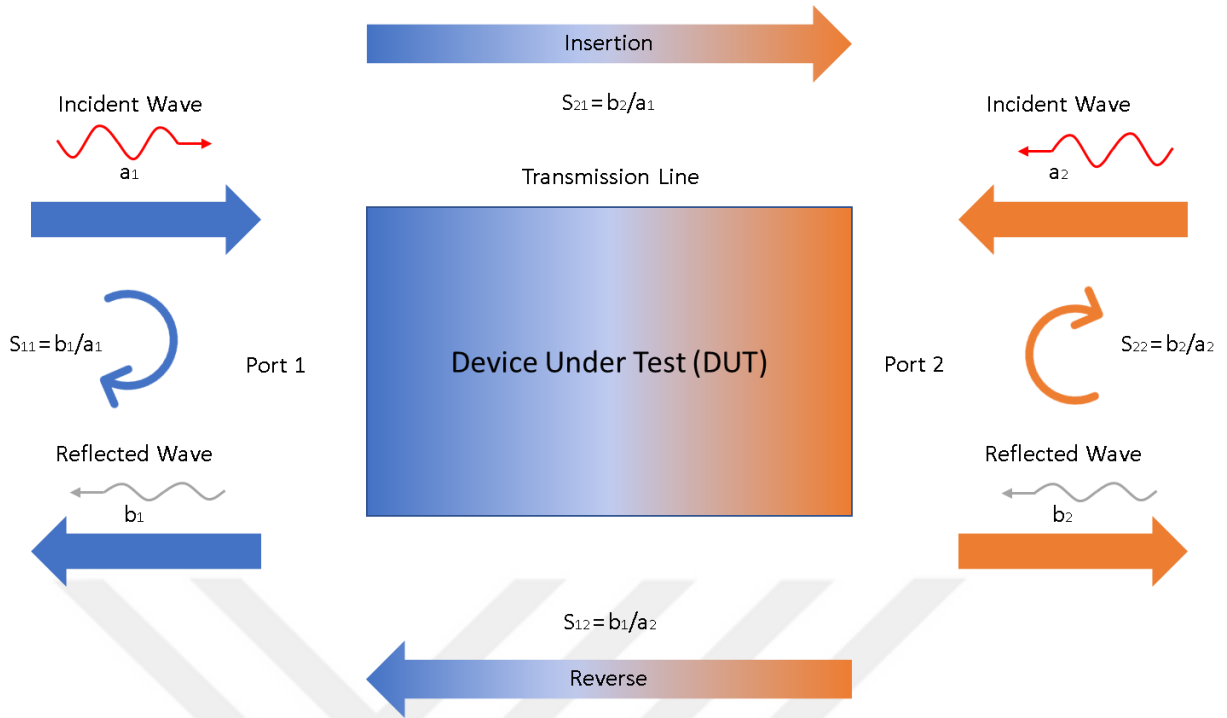 Insertion
S₂₁ = b₂/a₁
Incident Wave
a₁
Incident Wave
a₂
Transmission Line
S₁₁ = b₁/a₁
Port 1
Device Under Test (DUT)
Port 2
S₂₂ = b₂/a₂
Reflected Wave
b₁
Reflected Wave
b₂
S₁₂ = b₁/a₂
Reverse